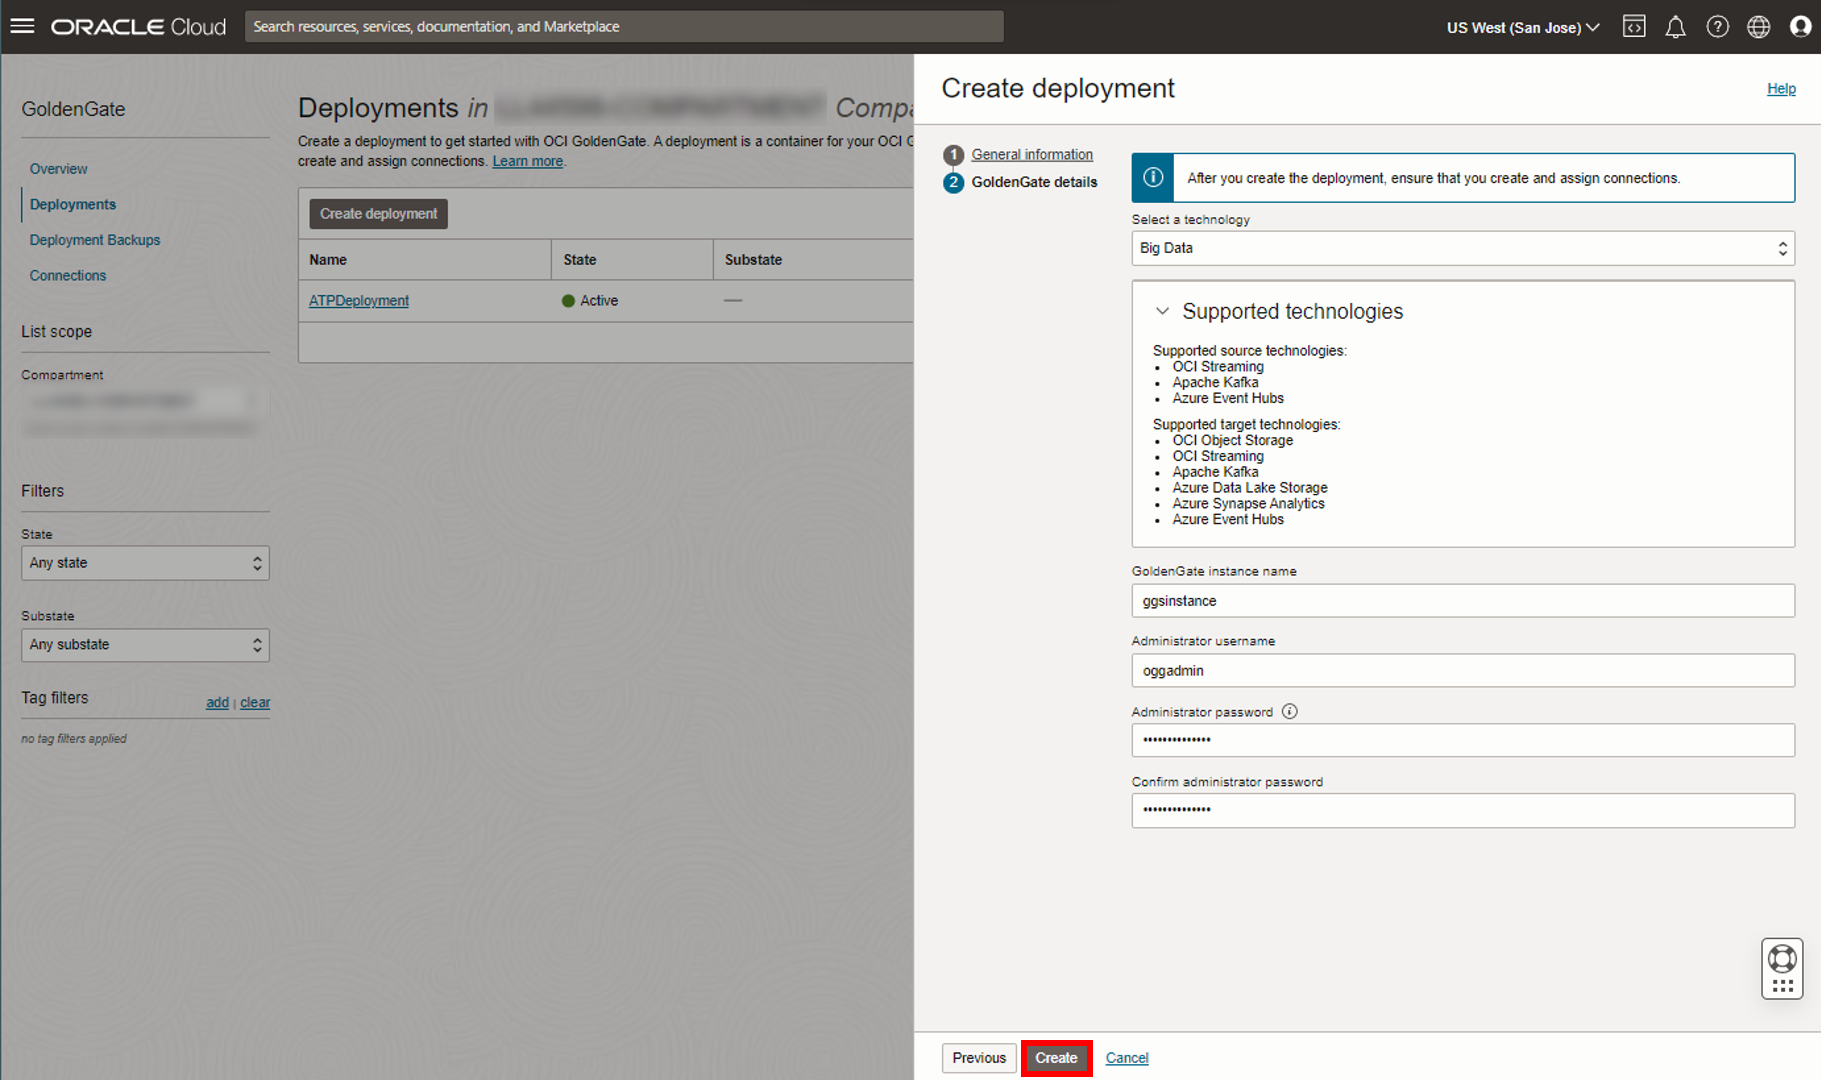 ORACLE Cloud
Search resources, services, documentation, and Marketplace
US West (San Jose)
GoldenGate
Overview
Deployments
Deployment Backups
Connections
List scope
Compartment
Filters
State
Any state
Substate
Any substate
Tag filters
add | clear
no tag filters applied
Deployments in Compa
Create a deployment to get started with OCI GoldenGate. A deployment is a container for your OCI G
create and assign connections. Learn more.
Create deployment
Name State Substate
ATPDeployment Active —
Create deployment
Help
1 General information
2 GoldenGate details
After you create the deployment, ensure that you create and assign connections.
Select a technology
Big Data
Supported technologies
Supported source technologies:
• OCI Streaming
• Apache Kafka
• Azure Event Hubs
Supported target technologies:
• OCI Object Storage
• OCI Streaming
• Apache Kafka
• Azure Data Lake Storage
• Azure Synapse Analytics
• Azure Event Hubs
GoldenGate instance name
ggsinstance
Administrator username
oggadmin
Administrator password
••••••••••••••
Confirm administrator password
••••••••••••••
Previous Create Cancel